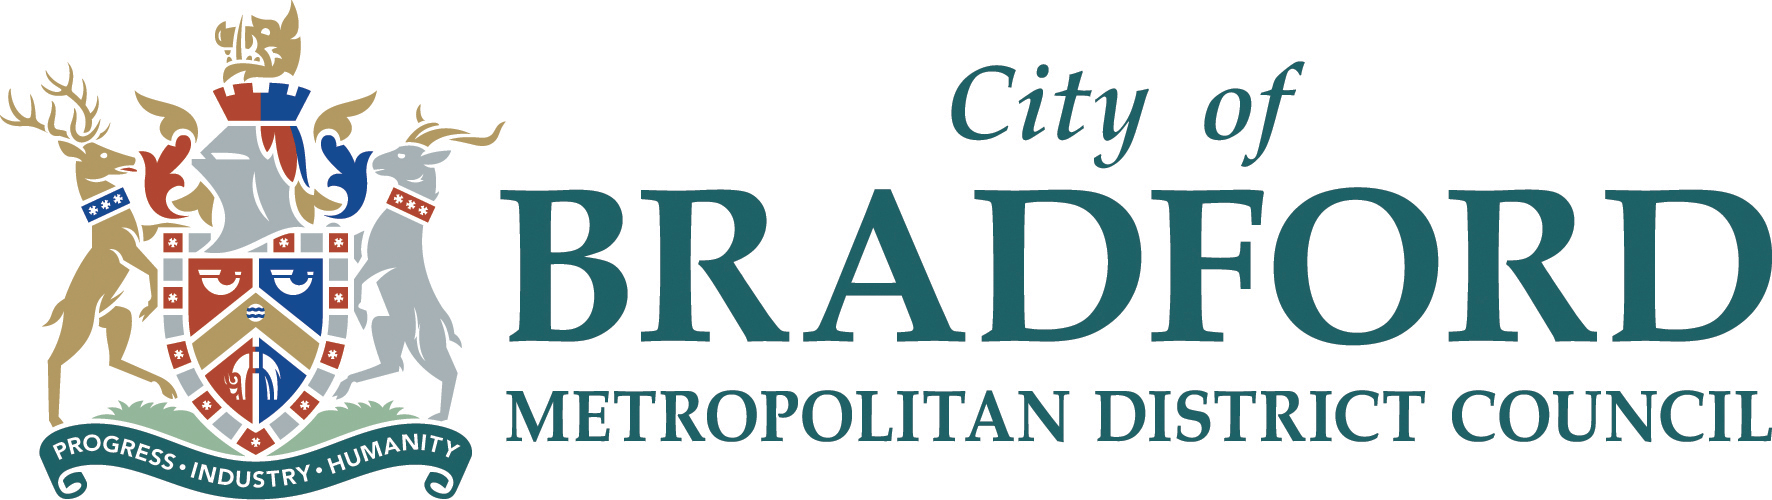 City of
BRADFORD
METROPOLITAN DISTRICT COUNCIL
PROGRESS · INDUSTRY · HUMANITY